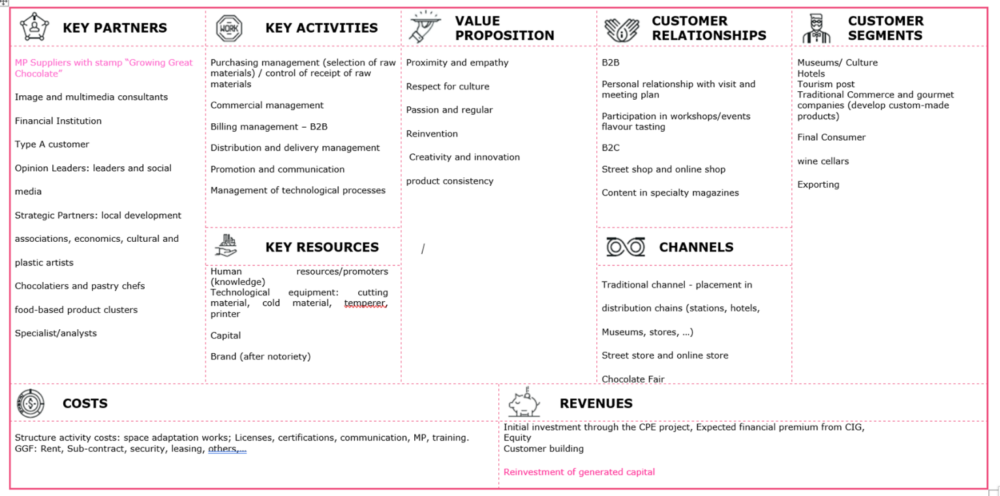 KEY PARTNERS
MP Suppliers with stamp “Growing Great
Chocolate”
Image and multimedia consultants
Financial Institution
Type A customer
Opinion Leaders: leaders and social
media
Strategic Partners: local development
associations, economics, cultural and
plastic artists
Chocolatiers and pastry chefs
food-based product clusters
Specialist/analysts
WORK
KEY ACTIVITIES
Purchasing management (selection of raw
materials) / control of receipt of raw
materials
Commercial management
Billing management – B2B
Distribution and delivery management
Promotion and communication
Management of technological processes
KEY RESOURCES
Human resources/promoters
(knowledge)
Technological equipment: cutting
material, cold material, temperer,
printer
Capital
Brand (after notoriety)
VALUE
PROPOSITION
Proximity and empathy
Respect for culture
Passion and regular
Reinvention
Creativity and innovation
product consistency
/
CUSTOMER
RELATIONSHIPS
B2B
Personal relationship with visit and
meeting plan
Participation in workshops/events
flavour tasting
B2C
Street shop and online shop
Content in specialty magazines
CHANNELS
Traditional channel - placement in
distribution chains (stations, hotels,
Museums, stores, …)
Street store and online store
Chocolate Fair
CUSTOMER
SEGMENTS
Museums/ Culture
Hotels
Tourism post
Traditional Commerce and gourmet
companies (develop custom-made
products)
Final Consumer
wine cellars
Exporting
COSTS
Structure activity costs: space adaptation works; Licenses, certifications, communication, MP, training.
GGF: Rent, Sub-contract, security, leasing, others,…
REVENUES
Initial investment through the CPE project, Expected financial premium from CIG,
Equity
Customer building
Reinvestment of generated capital